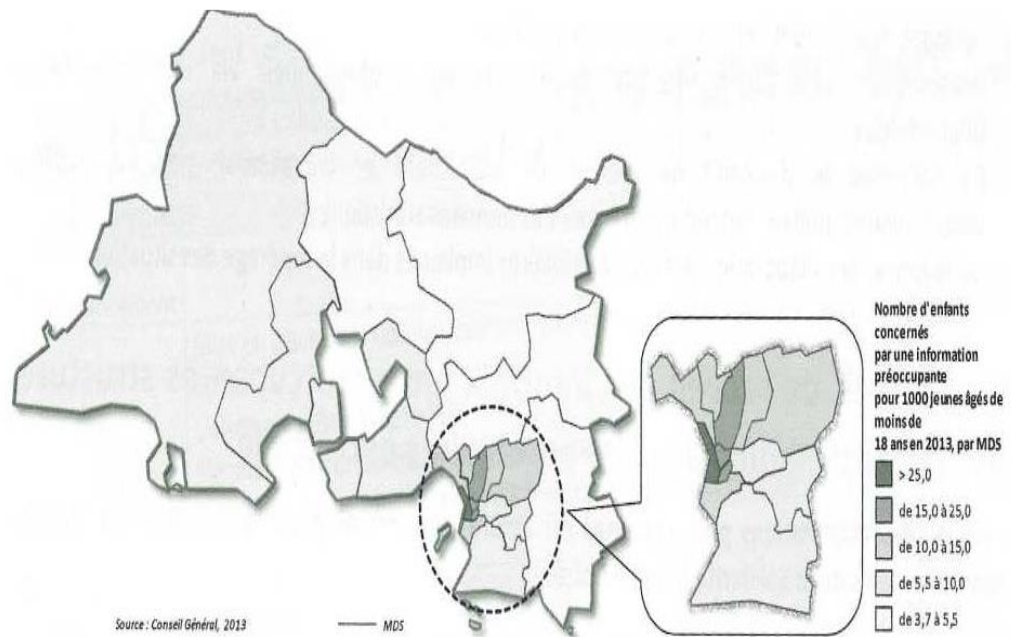 Nombre d'enfants
concernés
par une information
préoccupante
pour 1000 jeunes âgés de
moins de
18 ans en 2013, par MDS
> 25,0
de 15,0 à 25,0
de 10,0 à 15,0
de 5,5 à 10,0
de 3,7 à 5,5
Source : Conseil Général, 2013
MDS